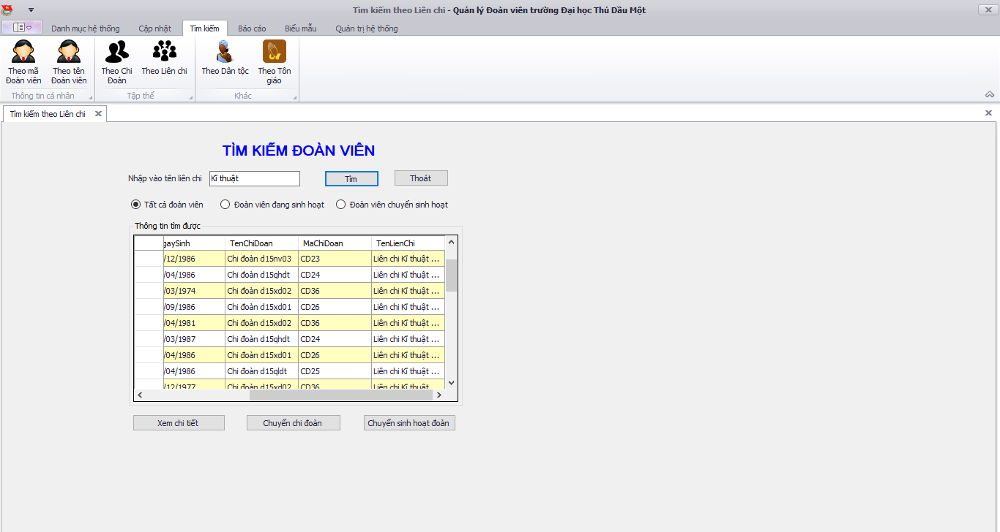 Tìm kiếm theo Liên chi - Quản lý Đoàn viên trường Đại học Thủ Dầu Một
Danh mục hệ thống Cập nhật Tìm kiếm Báo cáo Biểu mẫu Quản trị hệ thống
Theo mã Đoàn viên
Theo tên Đoàn viên
Theo Chi Đoàn
Theo Liên chi
Theo Dân tộc
Theo Tôn giáo
Thông tin cá nhân Tập thể Khác
Tìm kiếm theo Liên chi
TÌM KIẾM ĐOÀN VIÊN
Nhập vào tên liên chi Kĩ thuật Tìm Thoát
Tất cả đoàn viên Đoàn viên đang sinh hoạt Đoàn viên chuyển sinh hoạt
Thông tin tìm được
gaySinh TenChiDoan MaChiDoan TenLienChi
/12/1986 Chi đoàn d15nv03 CD23 Liên chi Kĩ thuật ...
/04/1986 Chi đoàn d15qhdt CD24 Liên chi Kĩ thuật ...
/03/1974 Chi đoàn d15xd02 CD36 Liên chi Kĩ thuật ...
/09/1986 Chi đoàn d15xd01 CD26 Liên chi Kĩ thuật ...
/04/1981 Chi đoàn d15xd02 CD36 Liên chi Kĩ thuật ...
/03/1987 Chi đoàn d15qhdt CD24 Liên chi Kĩ thuật ...
/04/1986 Chi đoàn d15xd01 CD26 Liên chi Kĩ thuật ...
/04/1986 Chi đoàn d15qldt CD25 Liên chi Kĩ thuật ...
/12/1977 Chi đoàn d15xd02 CD36 Liên chi Kĩ thuật ...
Xem chi tiết Chuyển chi đoàn Chuyển sinh hoạt đoàn